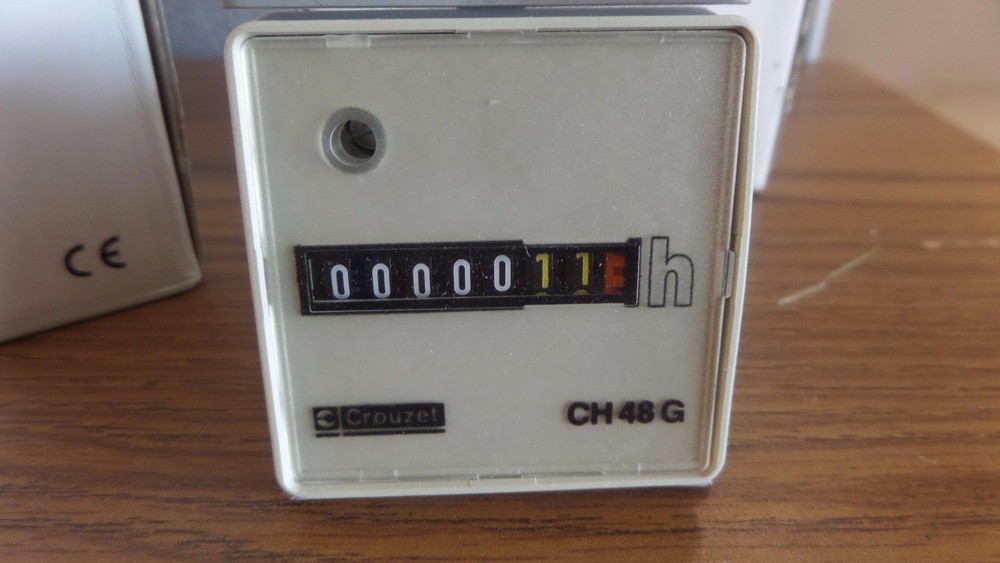 CE
0000011 h
Crouzet
CH 48 G